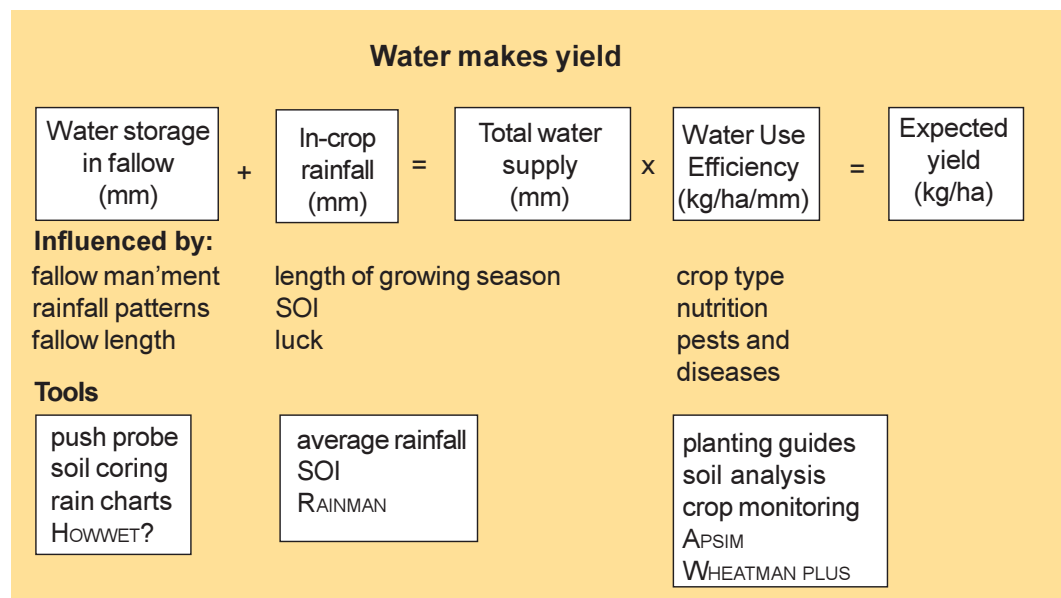 Water makes yield
Water storage
in fallow
(mm)
+
In-crop
rainfall
(mm)
=
Total water
supply
(mm)
x
Water Use
Efficiency
(kg/ha/mm)
=
Expected
yield
(kg/ha)
Influenced by:
fallow man’ment
rainfall patterns
fallow length
length of growing season
SOI
luck
crop type
nutrition
pests and
diseases
Tools
push probe
soil coring
rain charts
HOWWET?
average rainfall
SOI
RAINMAN
planting guides
soil analysis
crop monitoring
APSIM
WHEATMAN PLUS